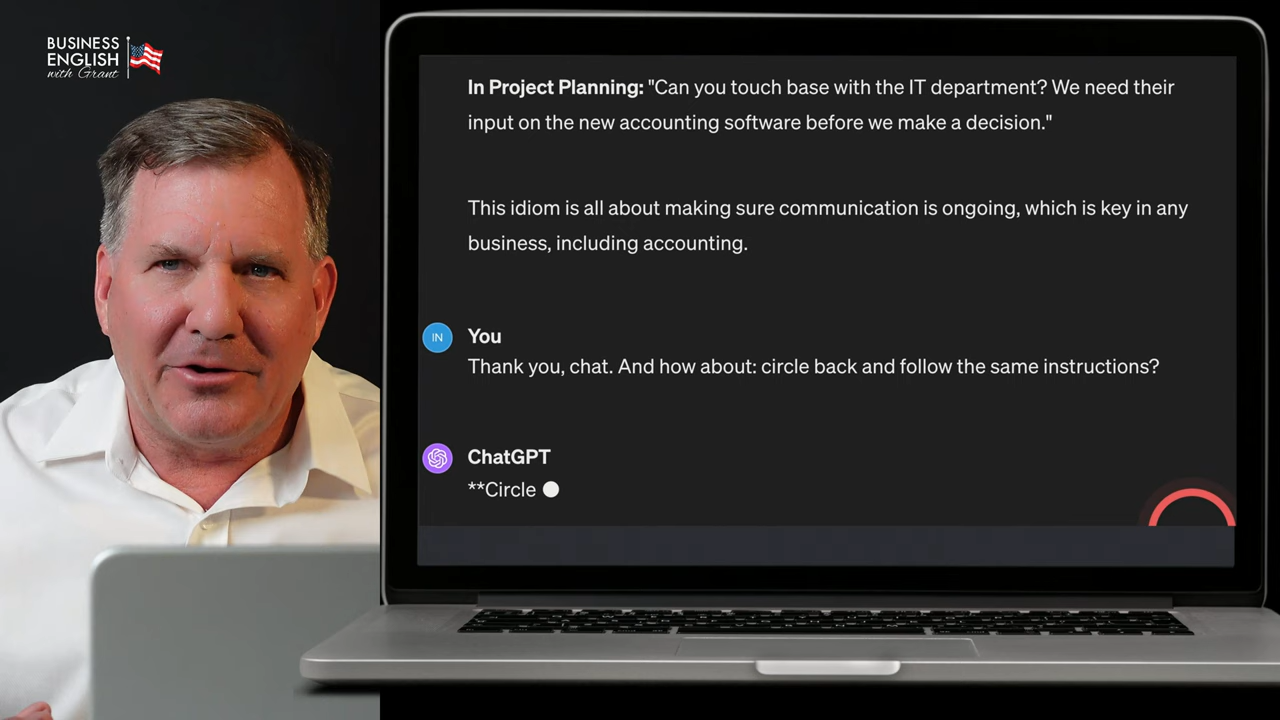 BUSINESS
ENGLISH
with Grant
In Project Planning: "Can you touch base with the IT department? We need their
input on the new accounting software before we make a decision."
This idiom is all about making sure communication is ongoing, which is key in any
business, including accounting.
IN
You
Thank you, chat. And how about: circle back and follow the same instructions?
ChatGPT
**Circle